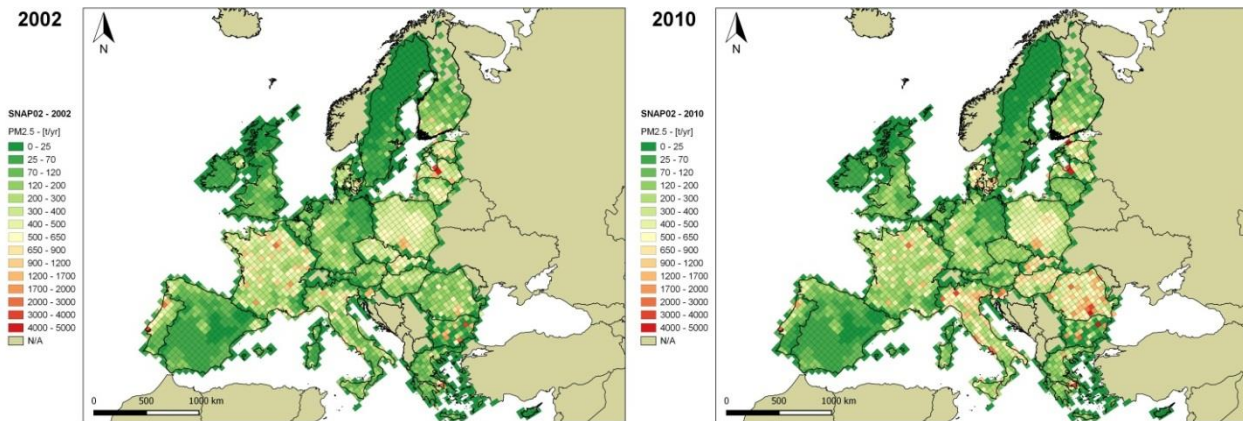 2002
N
SNAP02 - 2002
PM2.5 - [t/yr]
0 - 25
25 - 70
70 - 120
120 - 200
200 - 300
300 - 400
400 - 500
500 - 650
650 - 900
900 - 1200
1200 - 1700
1700 - 2000
2000 - 3000
3000 - 4000
4000 - 5000
N/A
0 500 1000 km
2010
N
SNAP02 - 2010
PM2.5 - [t/yr]
0 - 25
25 - 70
70 - 120
120 - 200
200 - 300
300 - 400
400 - 500
500 - 650
650 - 900
900 - 1200
1200 - 1700
1700 - 2000
2000 - 3000
3000 - 4000
4000 - 5000
N/A
0 500 1000 km